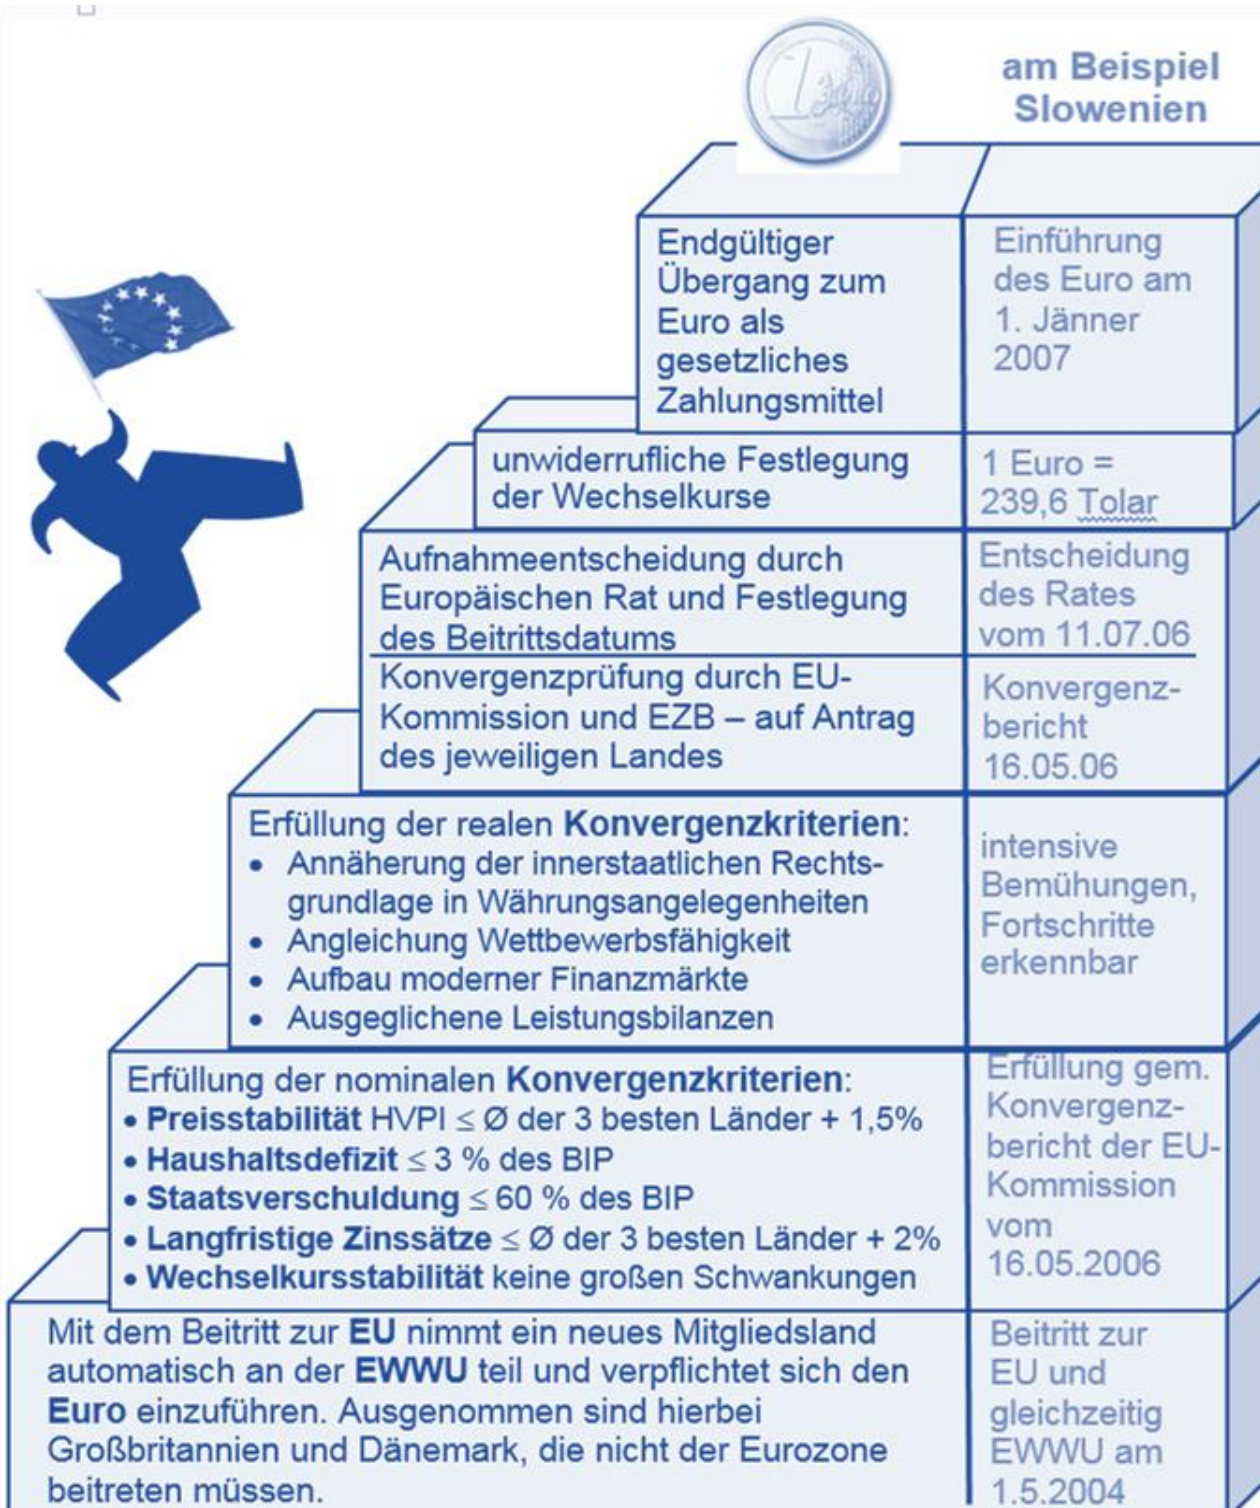 am Beispiel
Slowenien
Endgültiger
Übergang zum
Euro als
gesetzliches
Zahlungsmittel
Einführung
des Euro am
1. Jänner
2007
unwiderrufliche Festlegung
der Wechselkurse
1 Euro =
239,6 Tolar
Aufnahmeentscheidung durch
Europäischen Rat und Festlegung
des Beitrittsdatums
Entscheidung
des Rates
vom 11.07.06
Konvergenzprüfung durch EU-
Kommission und EZB – auf Antrag
des jeweiligen Landes
Konvergenz-
bericht
16.05.06
Erfüllung der realen Konvergenzkriterien:
• Annäherung der innerstaatlichen Rechts-
grundlage in Währungsangelegenheiten
• Angleichung Wettbewerbsfähigkeit
• Aufbau moderner Finanzmärkte
• Ausgeglichene Leistungsbilanzen
intensive
Bemühungen,
Fortschritte
erkennbar
Erfüllung der nominalen Konvergenzkriterien:
• Preisstabilität HVPI ≤ Ø der 3 besten Länder + 1,5%
• Haushaltsdefizit ≤ 3 % des BIP
• Staatsverschuldung ≤ 60 % des BIP
• Langfristige Zinssätze ≤ Ø der 3 besten Länder + 2%
• Wechselkursstabilität keine großen Schwankungen
Erfüllung gem.
Konvergenz-
bericht der EU-
Kommission
vom
16.05.2006
Mit dem Beitritt zur EU nimmt ein neues Mitgliedsland
automatisch an der EWWU teil und verpflichtet sich den
Euro einzuführen. Ausgenommen sind hierbei
Großbritannien und Dänemark, die nicht der Eurozone
beitreten müssen.
Beitritt zur
EU und
gleichzeitig
EWWU am
1.5.2004